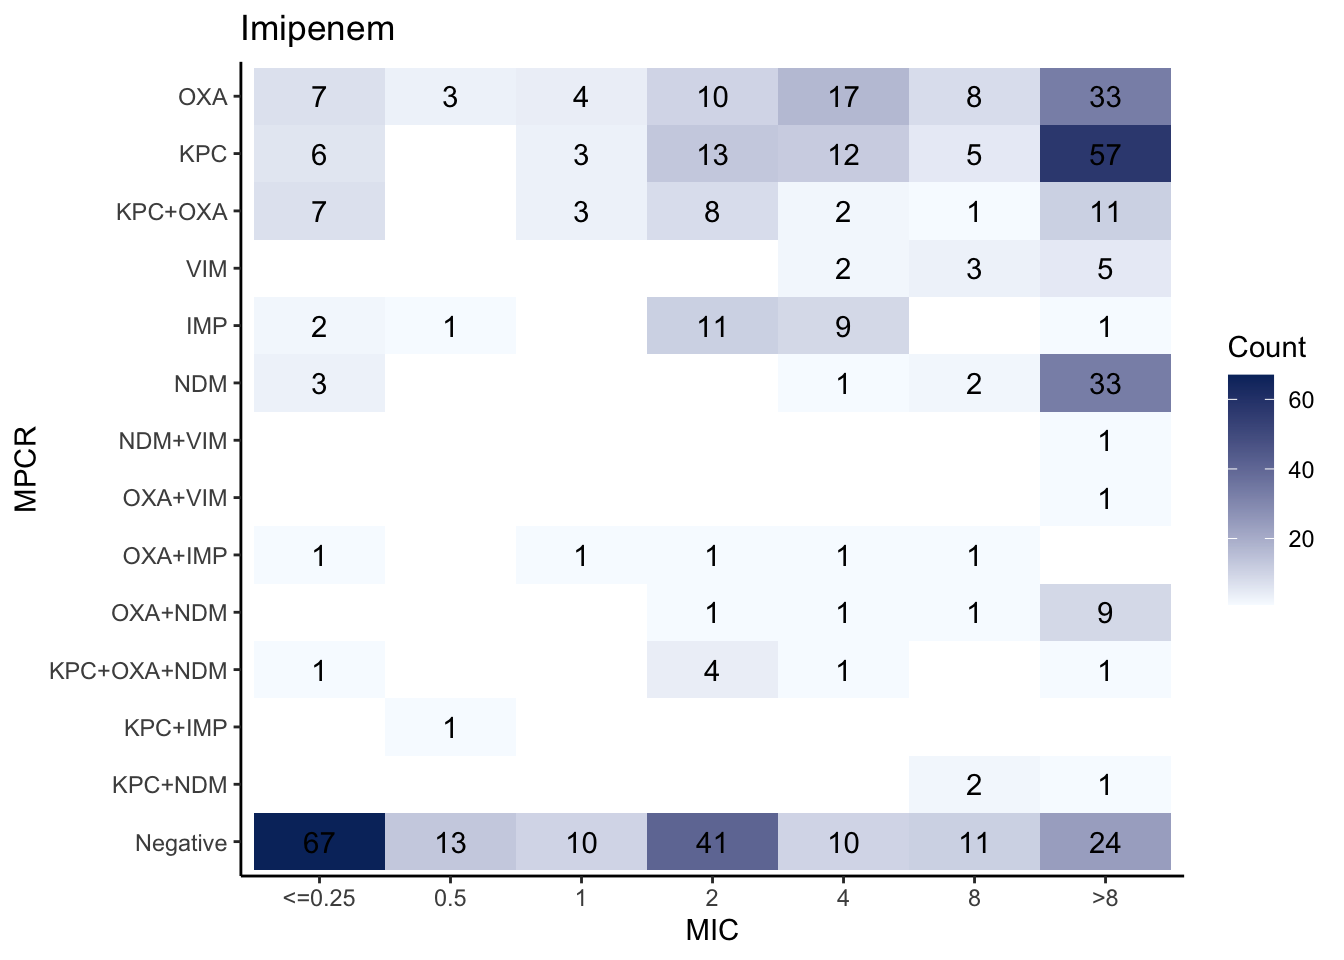 Imipenem
OXA 7 3 4 10 17 8 33
KPC 6 3 13 12 5 57
KPC+OXA 7 3 8 2 1 11
VIM 2 3 5
IMP 2 1 11 9 1
NDM 3 1 2 33
NDM+VIM 1
OXA+VIM 1
OXA+IMP 1 1 1 1 1
OXA+NDM 1 1 1 9
KPC+OXA+NDM 1 4 1 1
KPC+IMP 1
KPC+NDM 2 1
Negative 67 13 10 41 10 11 24
<=0.25 0.5 1 2 4 8 >8
MIC
MPCR
Count
60
40
20